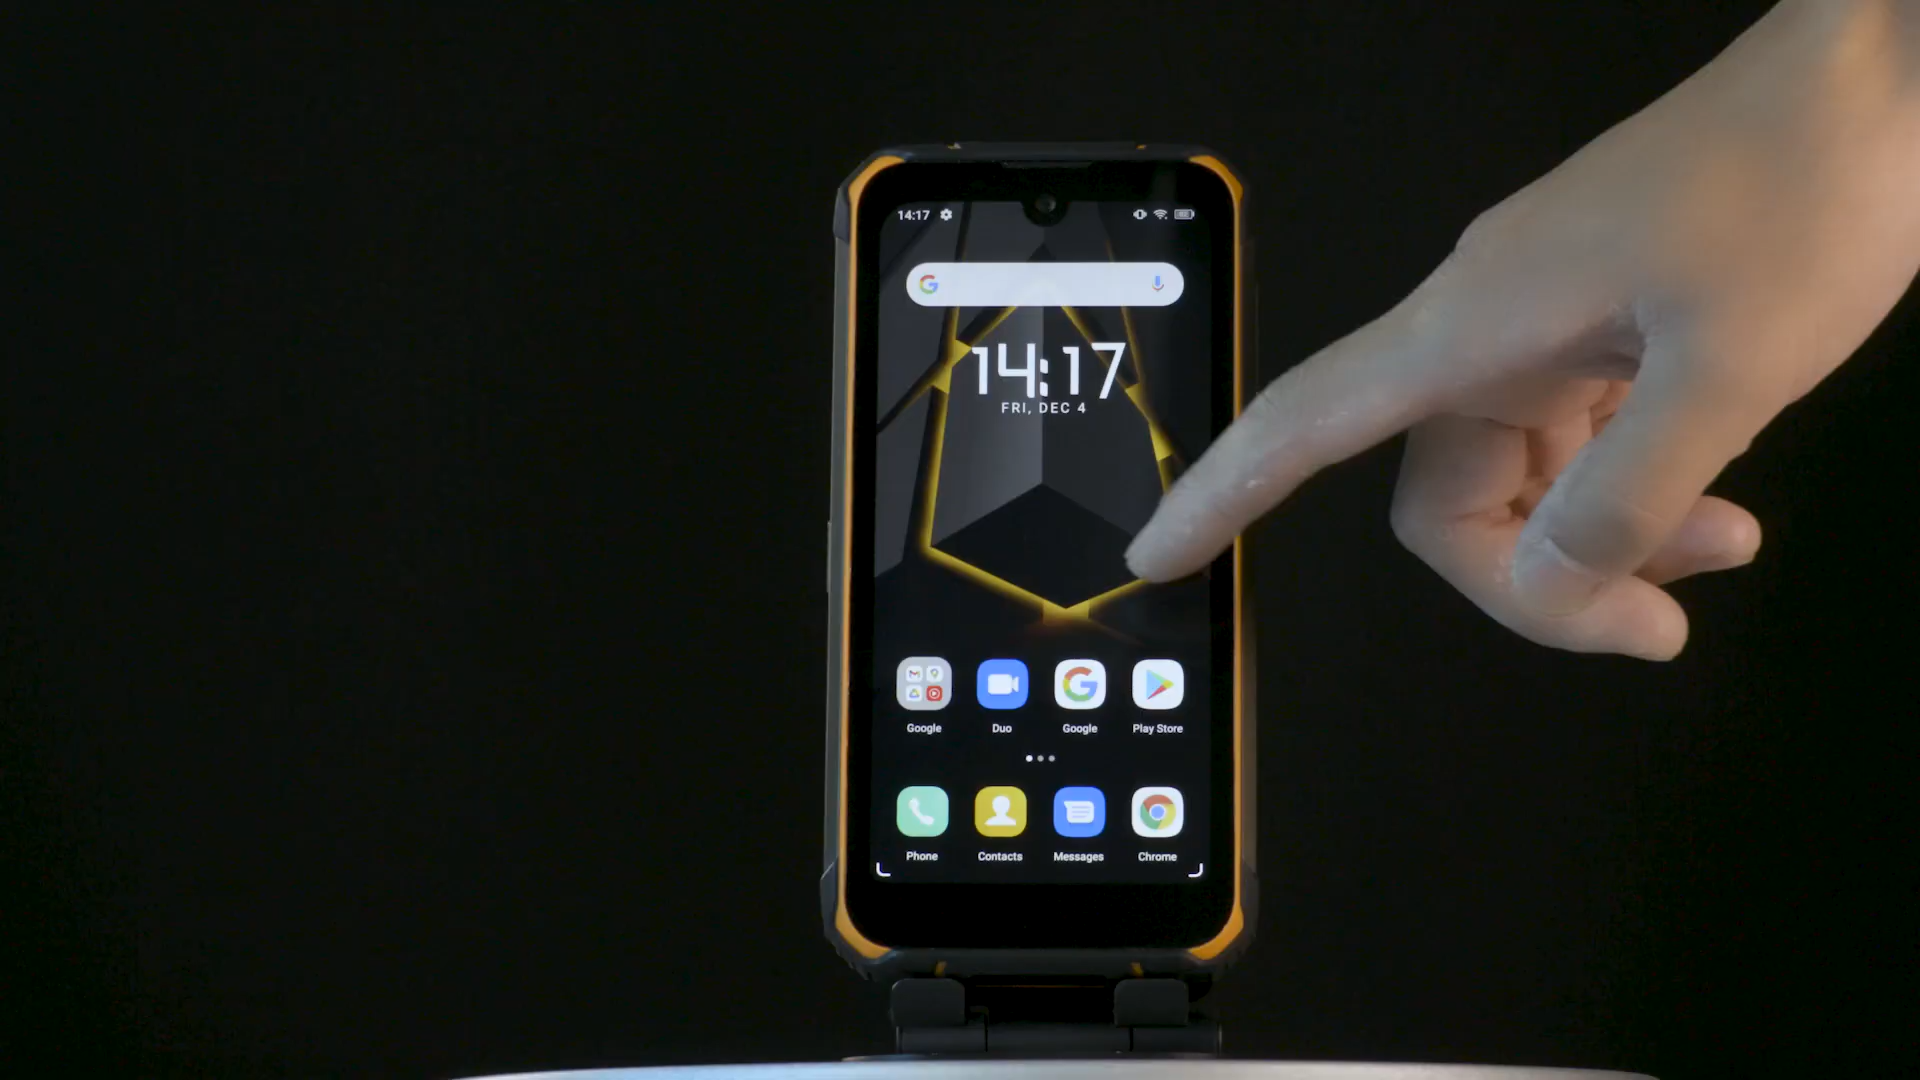 14:17
14:17
FRI, DEC 4
Google Duo Google Play Store
Phone Contacts Messages Chrome